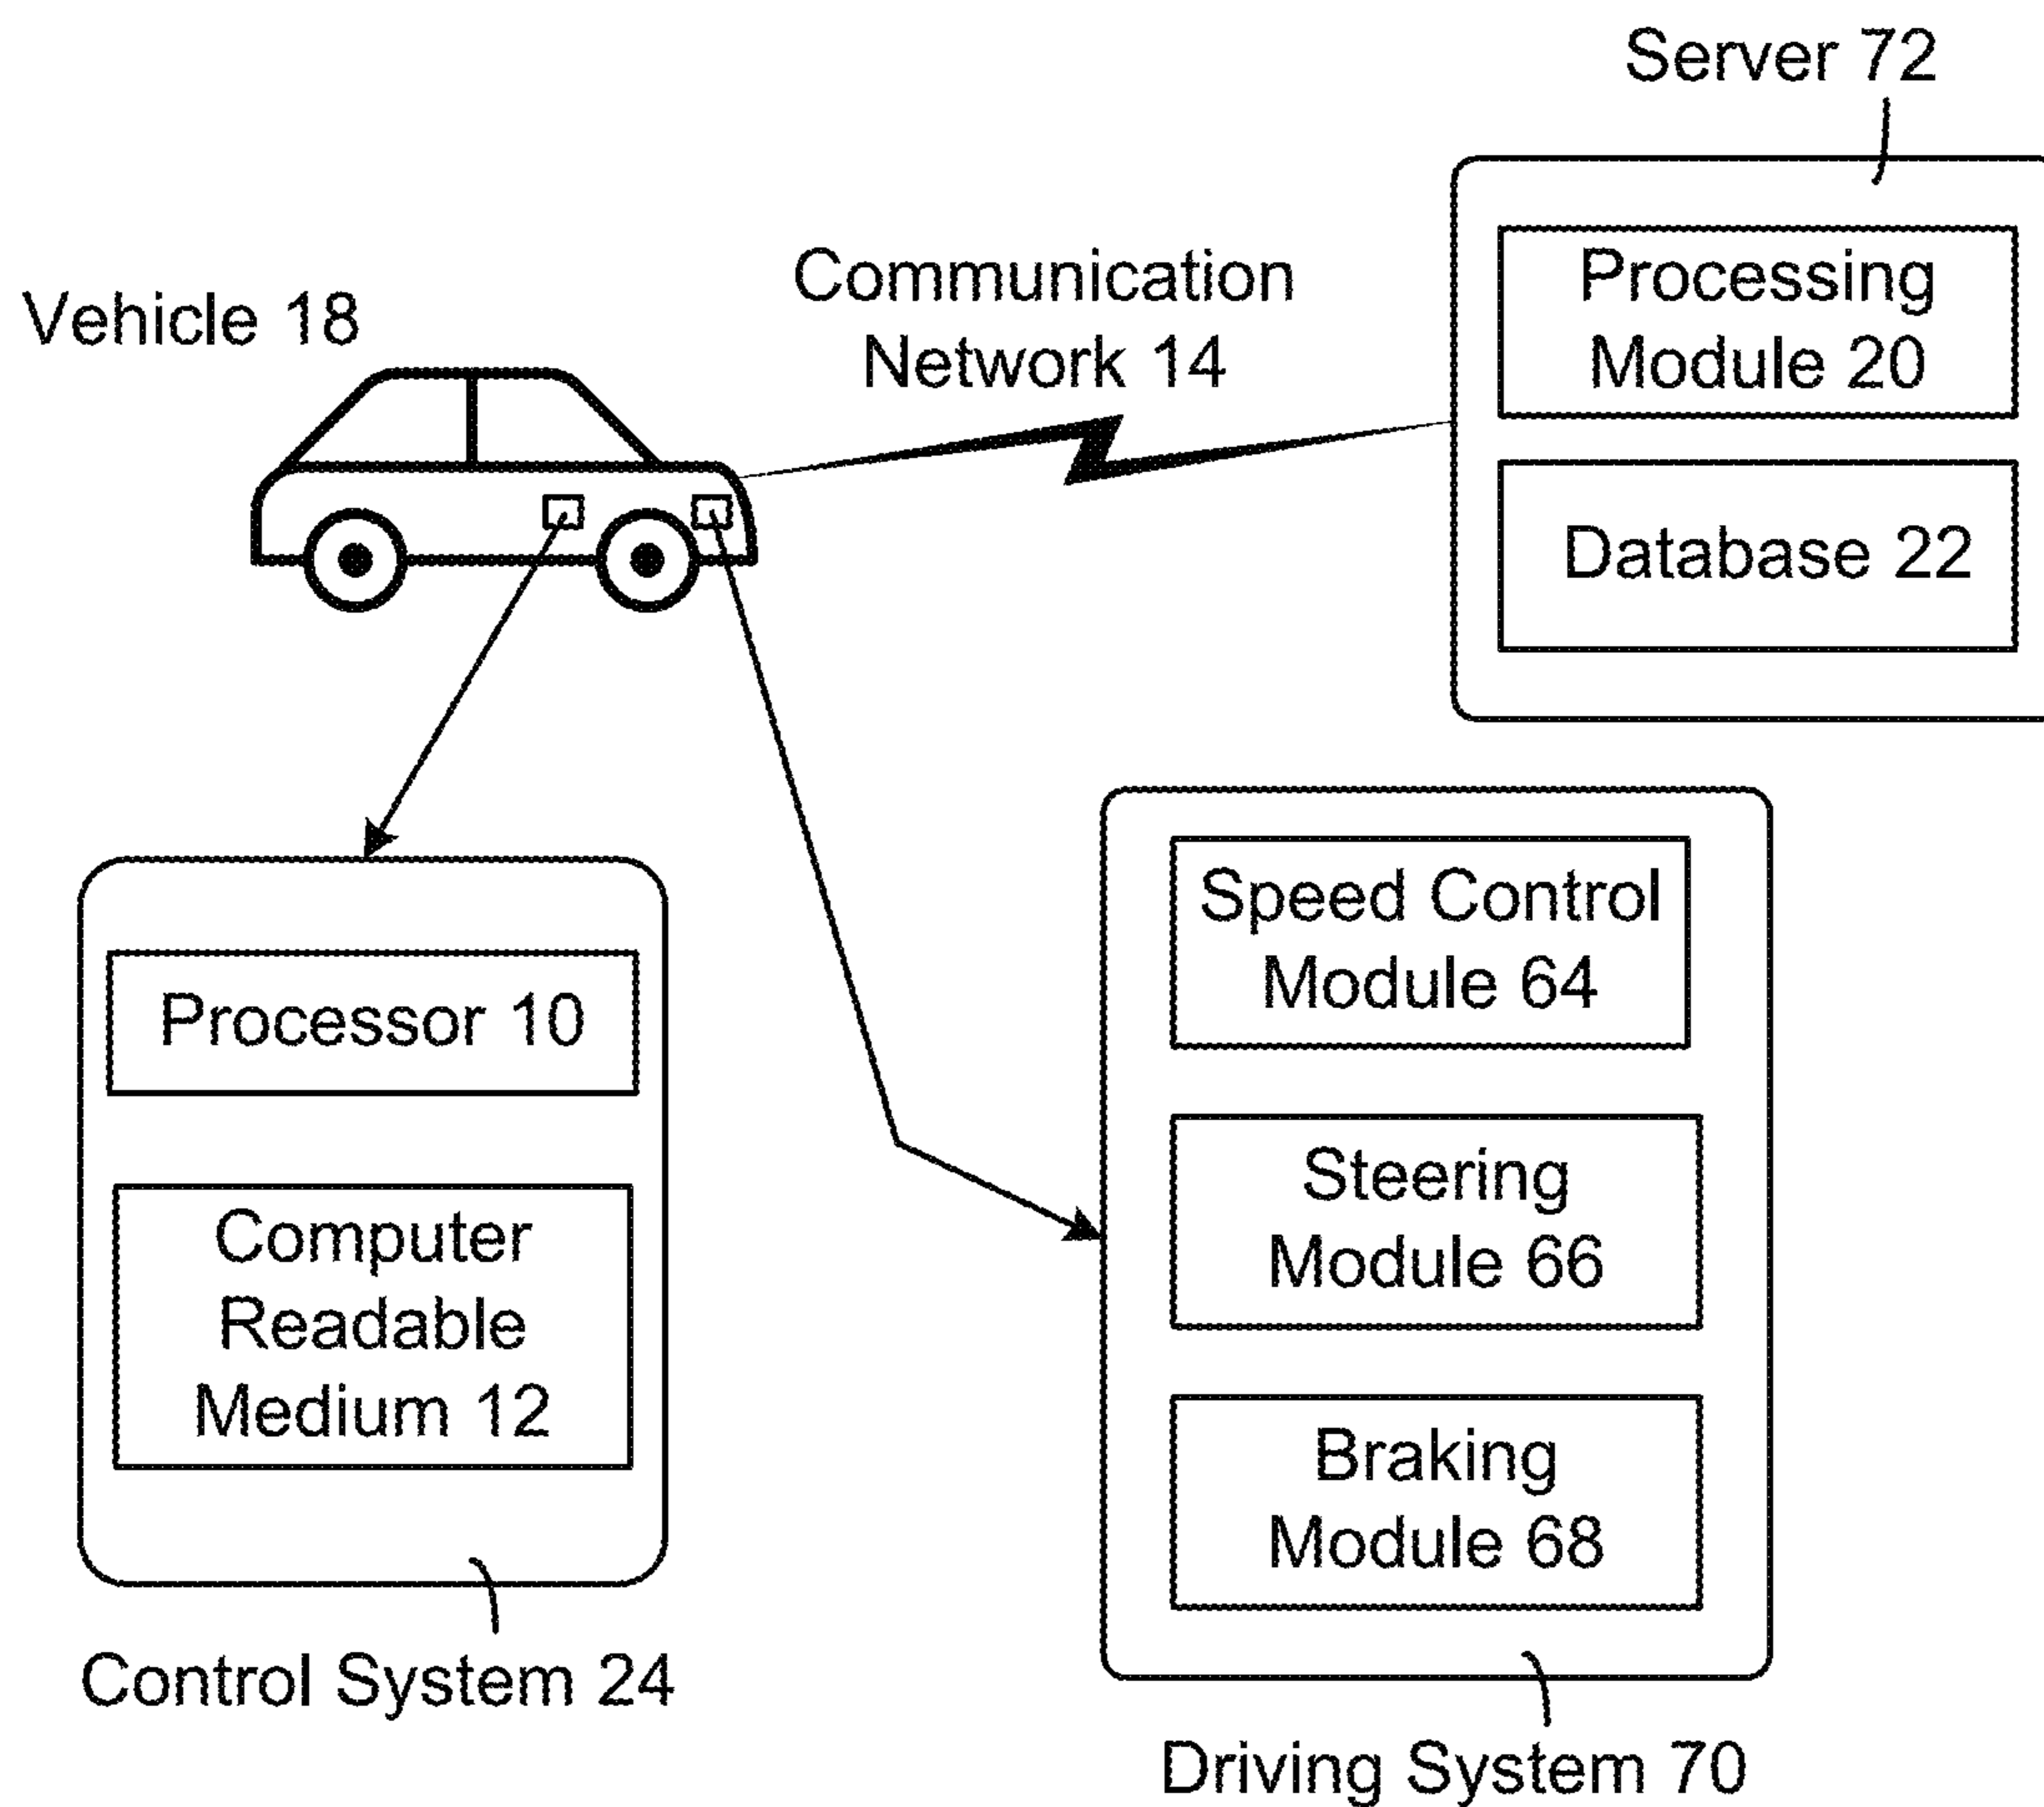 Server 72
Processing
Module 20
Database 22
Communication
Network 14
Vehicle 18
Processor 10
Computer
Readable
Medium 12
Control System 24
Speed Control
Module 64
Steering
Module 66
Braking
Module 68
Driving System 70